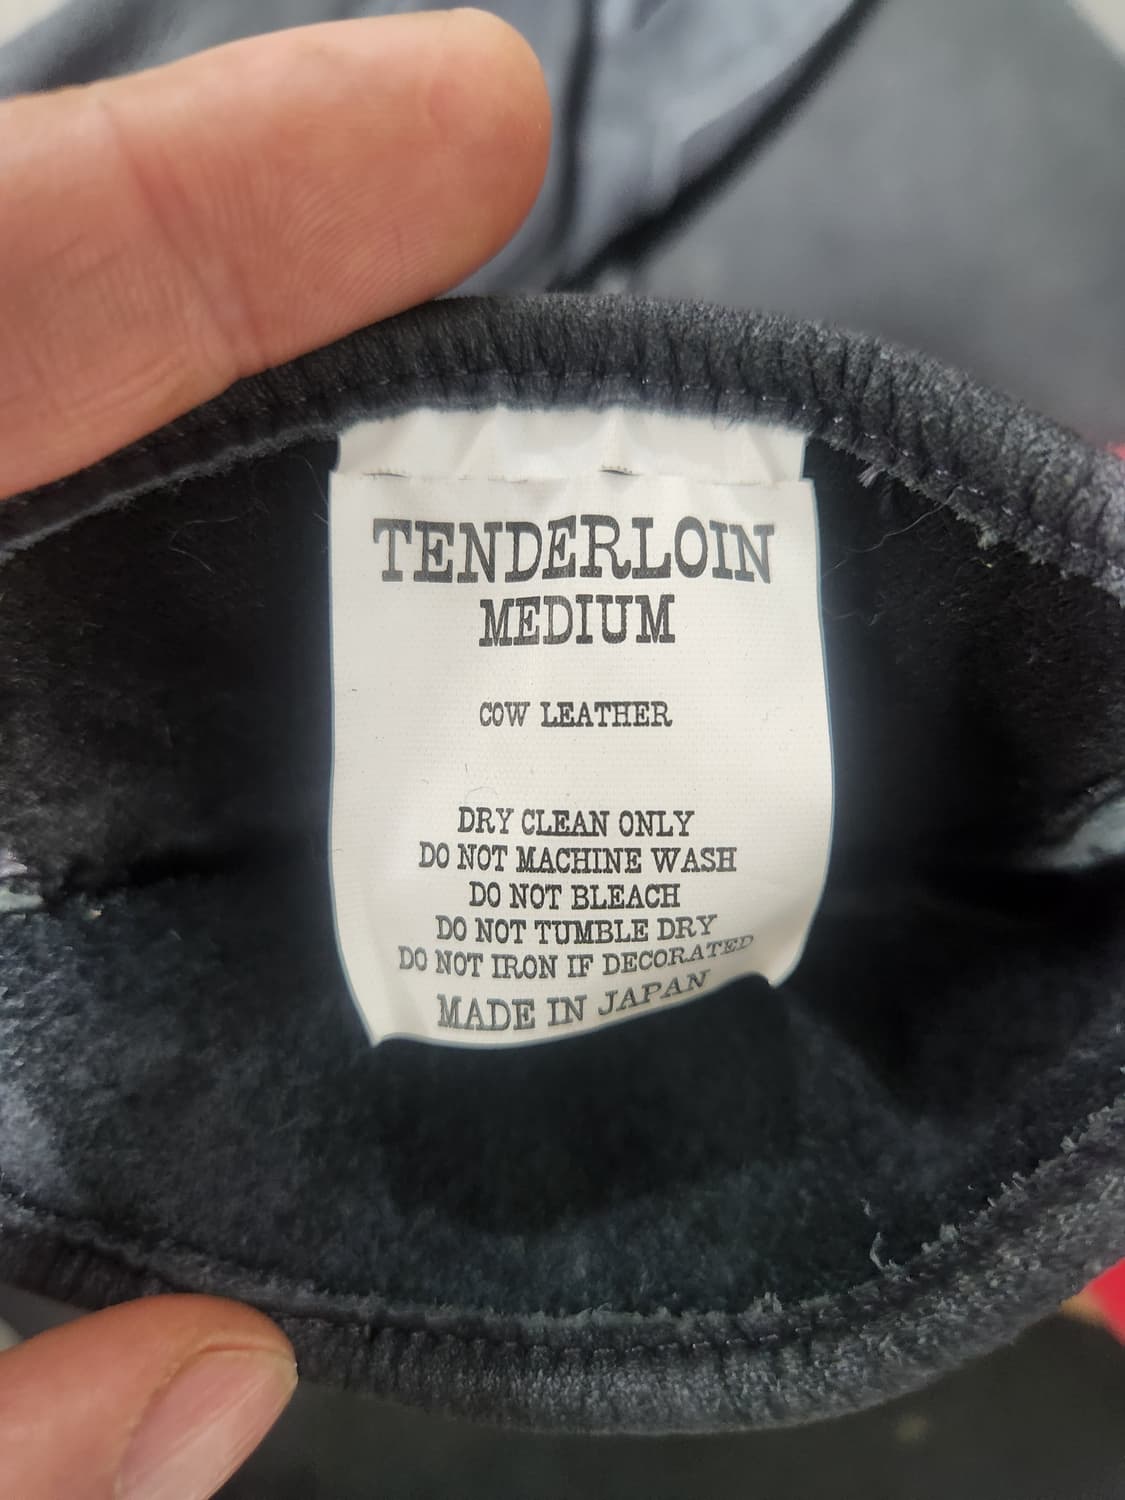 TENDERLOIN
MEDIUM
COW LEATHER
DRY CLEAN ONLY
DO NOT MACHINE WASH
DO NOT BLEACH
DO NOT TUMBLE DRY
DO NOT IRON IF DECORATED
MADE IN JAPAN